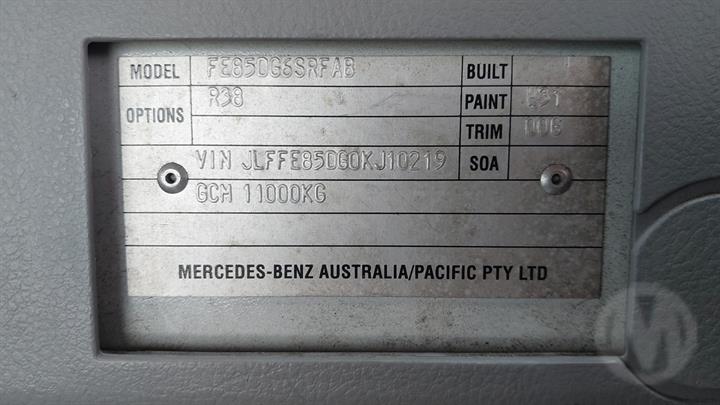 MODEL FE85DG6SRFAB BUILT
OPTIONS R38 PAINT
TRIM
VIN JLFFE85DG0KJ10219 SOA
GCM 11000KG
MERCEDES-BENZ AUSTRALIA/PACIFIC PTY LTD
M